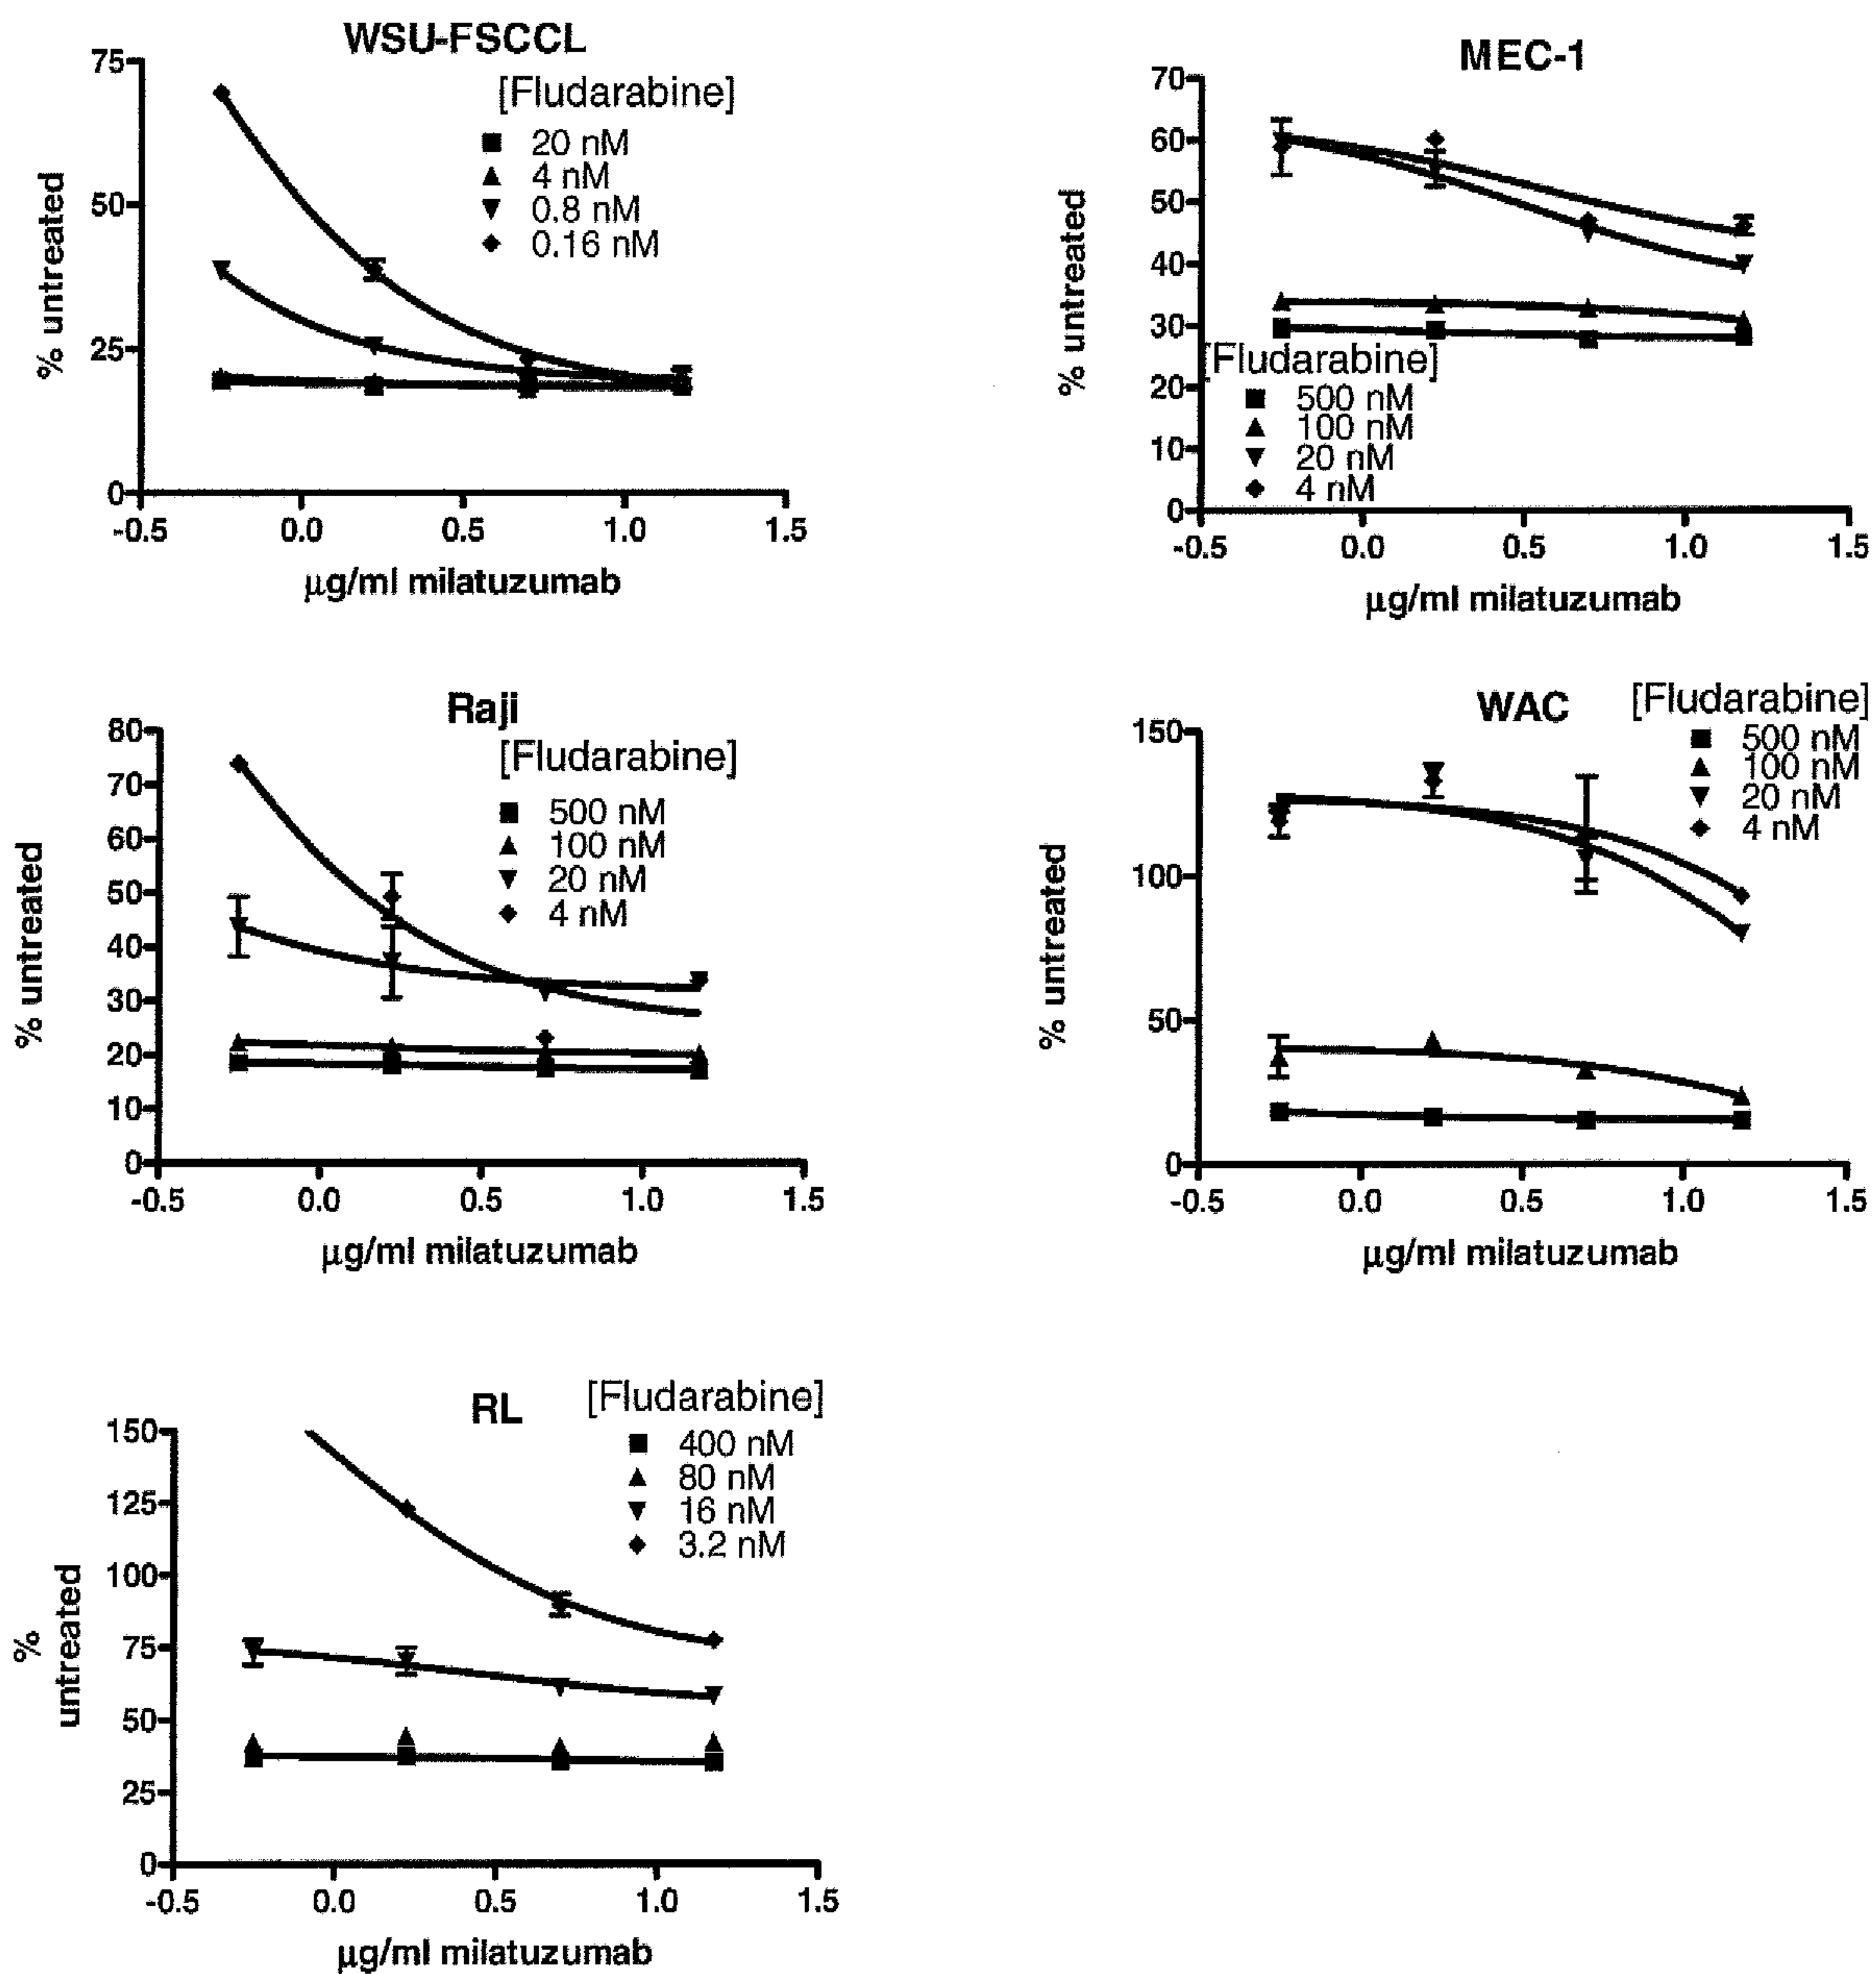 WSU-FSCCL
[Fludarabine]
20 nM
4 nM
0.8 nM
0.16 nM
% untreated
75
50
25
0
-0.5
0.0
0.5
1.0
1.5
µg/ml milatuzumab
MEC-1
% untreated
70
60
50
40
30
20
10
0
[Fludarabine]
500 nM
100 nM
20 nM
4 nM
-0.5
0.0
0.5
1.0
1.5
µg/ml milatuzumab
Raji
[Fludarabine]
500 nM
100 nM
20 nM
4 nM
% untreated
80
70
60
50
40
30
20
10
0
-0.5
0.0
0.5
1.0
1.5
µg/ml milatuzumab
WAC
[Fludarabine]
500 nM
100 nM
20 nM
4 nM
% untreated
150
100
50
0
-0.5
0.0
0.5
1.0
1.5
µg/ml milatuzumab
RL
[Fludarabine]
400 nM
80 nM
16 nM
3.2 nM
%
untreated
150
125
100
75
50
25
0
-0.5
0.0
0.5
1.0
1.5
µg/ml milatuzumab